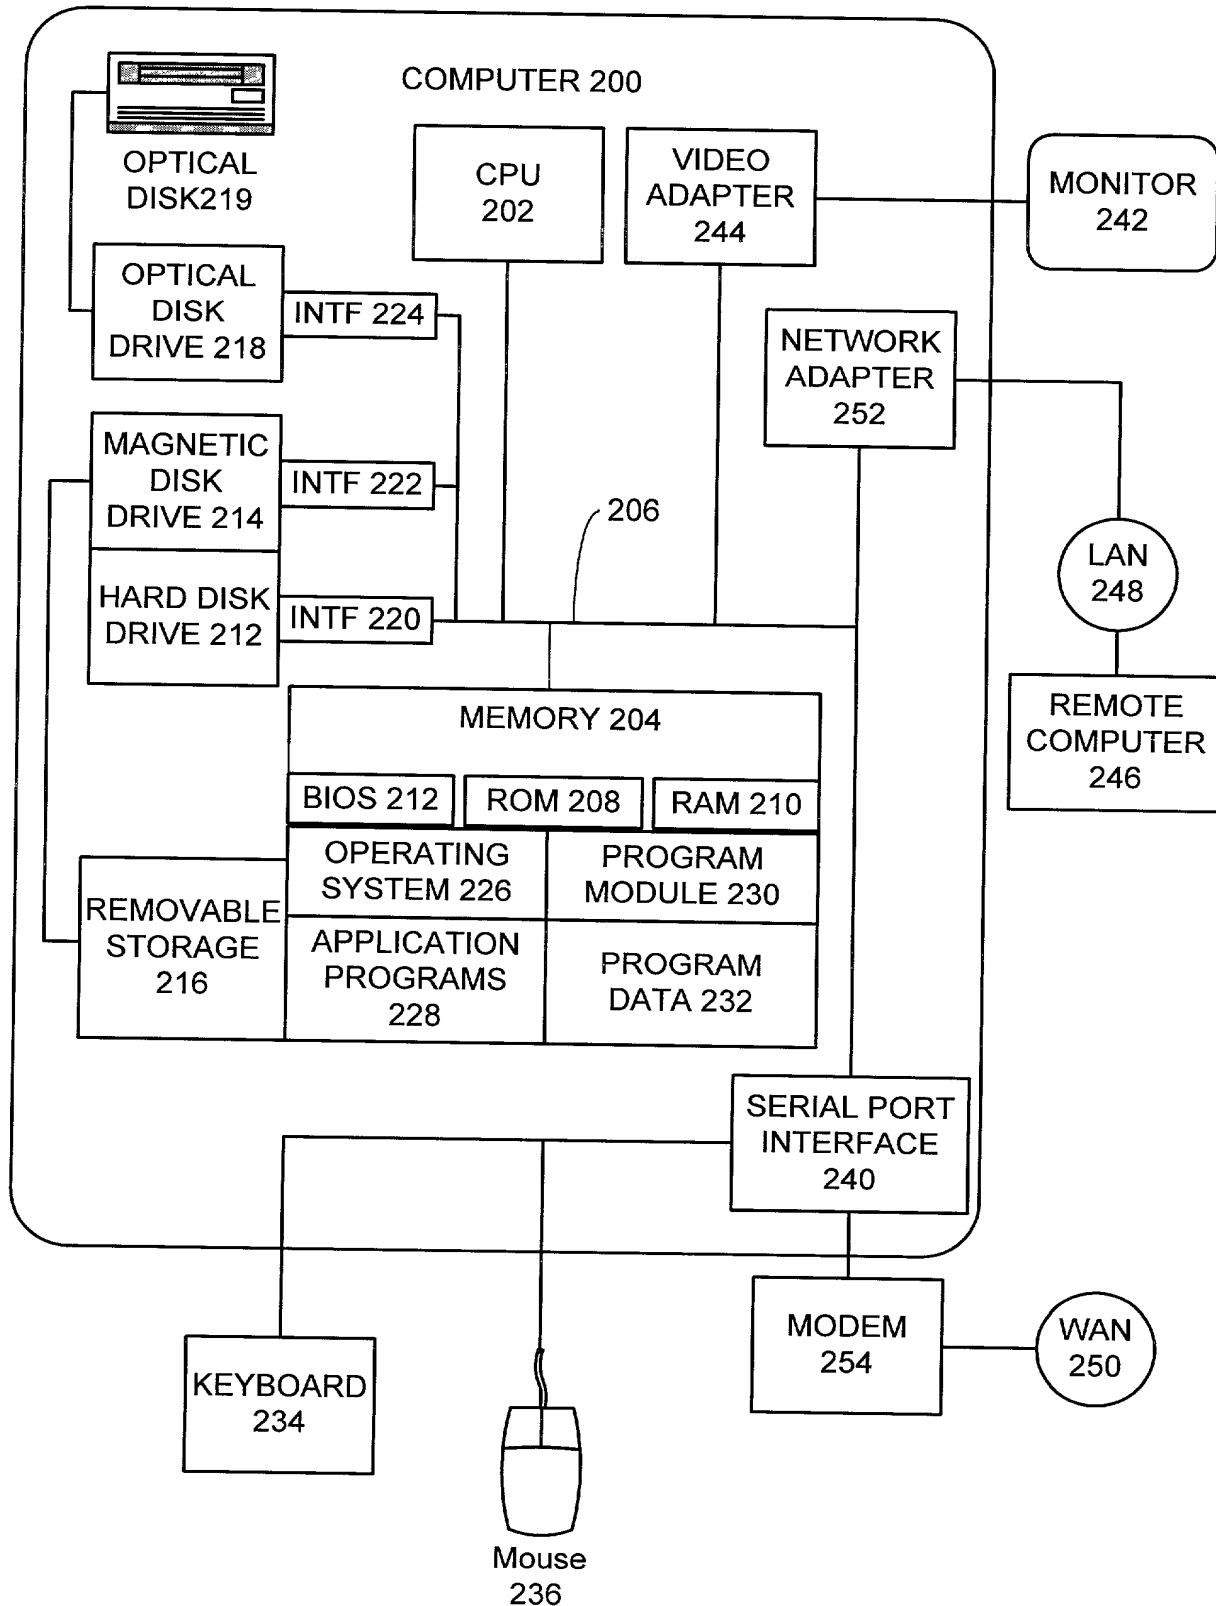 COMPUTER 200
OPTICAL
DISK219
CPU
202
VIDEO
ADAPTER
244
MONITOR
242
OPTICAL
DISK
DRIVE 218
INTF 224
NETWORK
ADAPTER
252
MAGNETIC
DISK
DRIVE 214
INTF 222
206
LAN
248
HARD DISK
DRIVE 212
INTF 220
REMOTE
COMPUTER
246
MEMORY 204
BIOS 212
ROM 208
RAM 210
OPERATING
SYSTEM 226
PROGRAM
MODULE 230
REMOVABLE
STORAGE
216
APPLICATION
PROGRAMS
228
PROGRAM
DATA 232
SERIAL PORT
INTERFACE
240
MODEM
254
WAN
250
KEYBOARD
234
Mouse
236